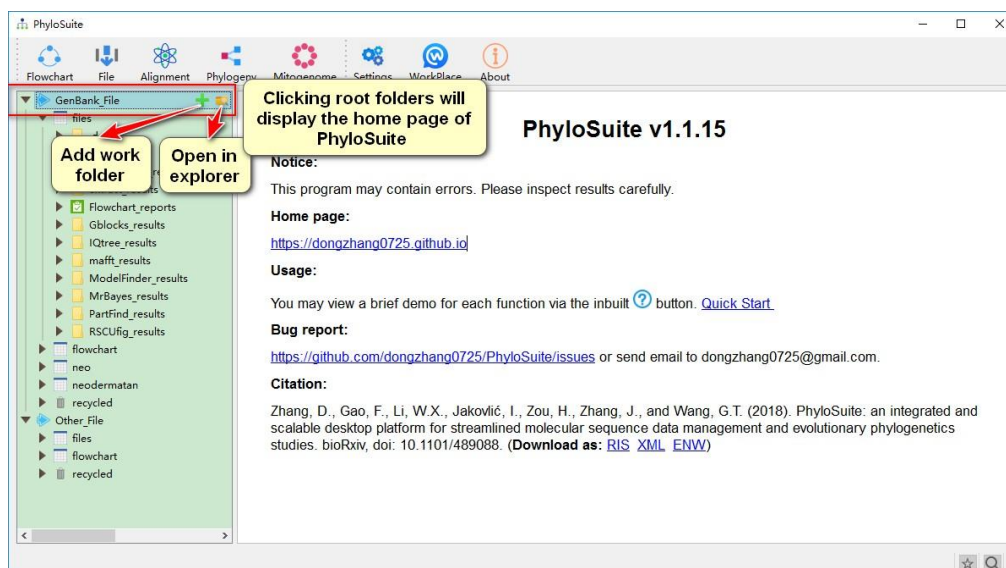 PhyloSuite
Flowchart File Alignment Phylogeny Mitogenome Settings WorkPlace About
GenBank_File
files
Add work
folder
Open in
explorer
Clicking root folders will
display the home page of
PhyloSuite
Flowchart_reports
Gblocks_results
IQtree_results
mafft_results
ModelFinder_results
MrBayes_results
PartFind_results
RSCUfig_results
flowchart
neo
neodermatan
recycled
Other_File
files
flowchart
recycled
PhyloSuite v1.1.15
Notice:
This program may contain errors. Please inspect results carefully.
Home page:
https://dongzhang0725.github.io
Usage:
You may view a brief demo for each function via the inbuilt ? button. Quick Start
Bug report:
https://github.com/dongzhang0725/PhyloSuite/issues or send email to dongzhang0725@gmail.com.
Citation:
Zhang, D., Gao, F., Li, W.X., Jakovlić, I., Zou, H., Zhang, J., and Wang, G.T. (2018). PhyloSuite: an integrated and
scalable desktop platform for streamlined molecular sequence data management and evolutionary phylogenetics
studies. bioRxiv, doi: 10.1101/489088. (Download as: RIS XML ENW)